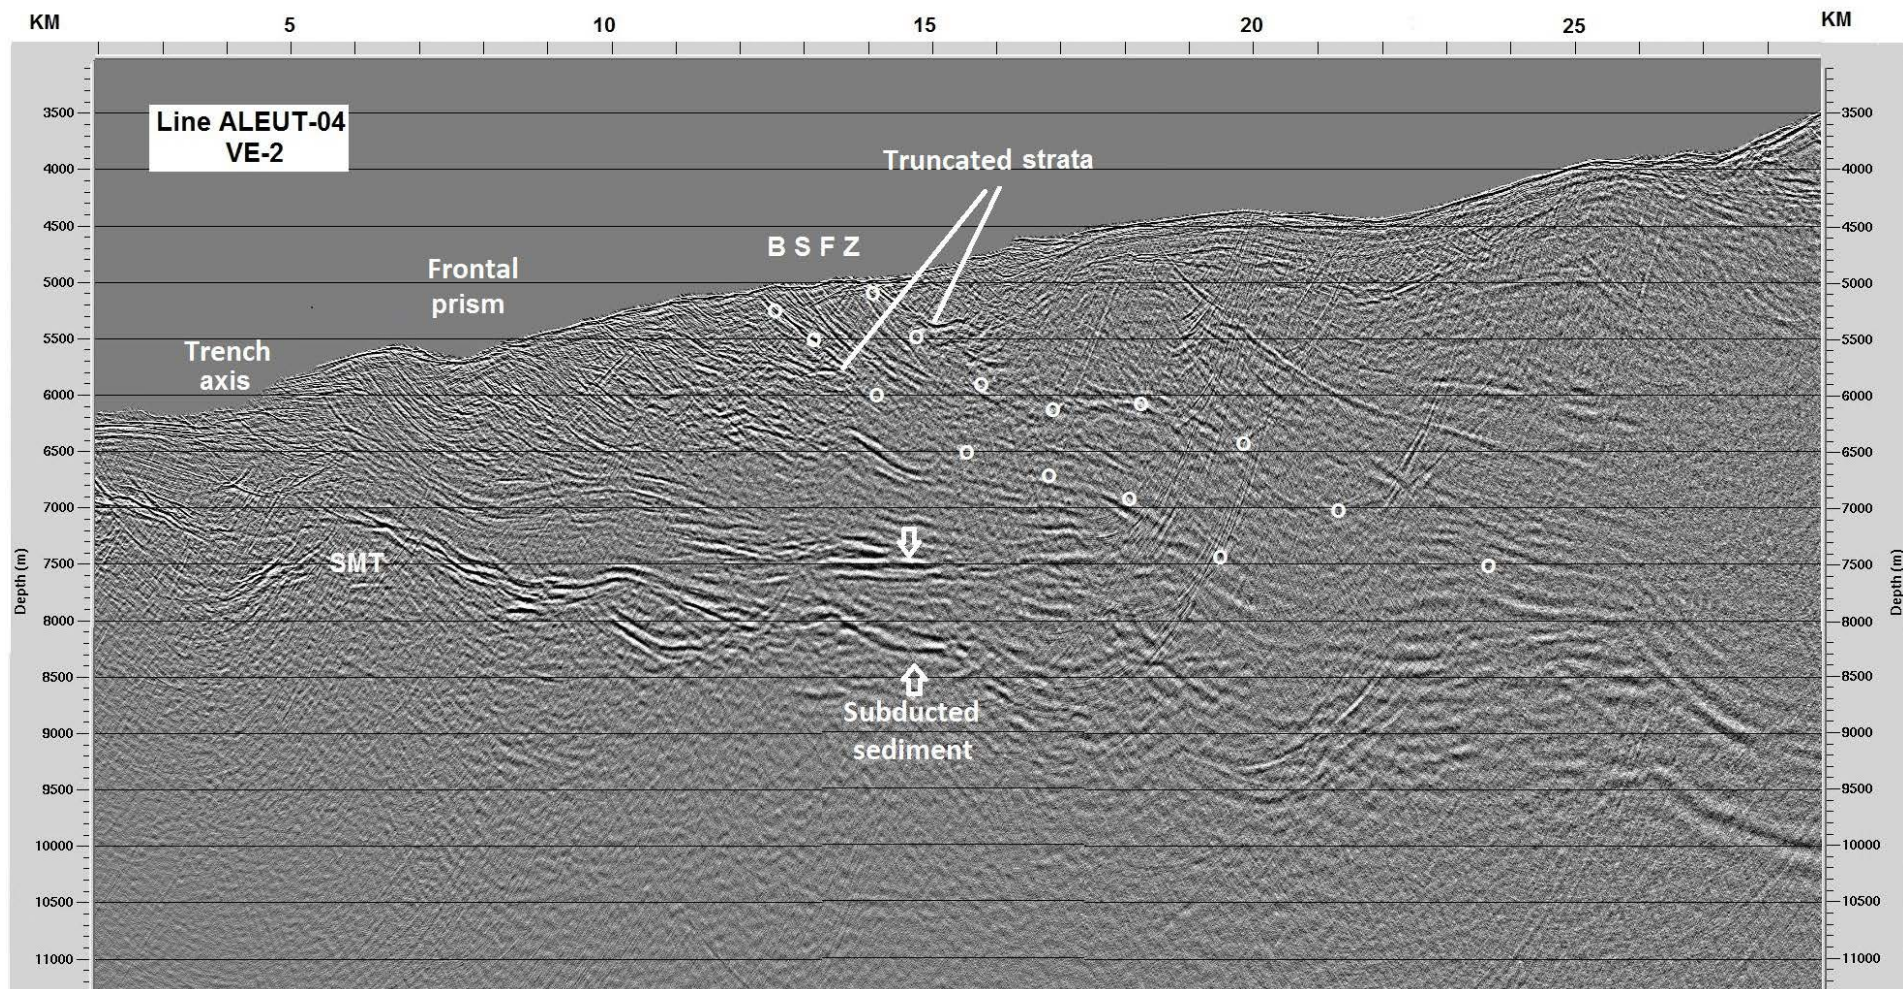 KM 5 10 15 20 25 KM
Line ALEUT-04
VE-2
Truncated strata
B S F Z
Frontal
prism
Trench
axis
SMT
Subducted
sediment
Depth (m)
3500
4000
4500
5000
5500
6000
6500
7000
7500
8000
8500
9000
9500
10000
10500
11000
3500
4000
4500
5000
5500
6000
6500
7000
7500
8000
8500
9000
9500
10000
10500
11000
Depth (m)